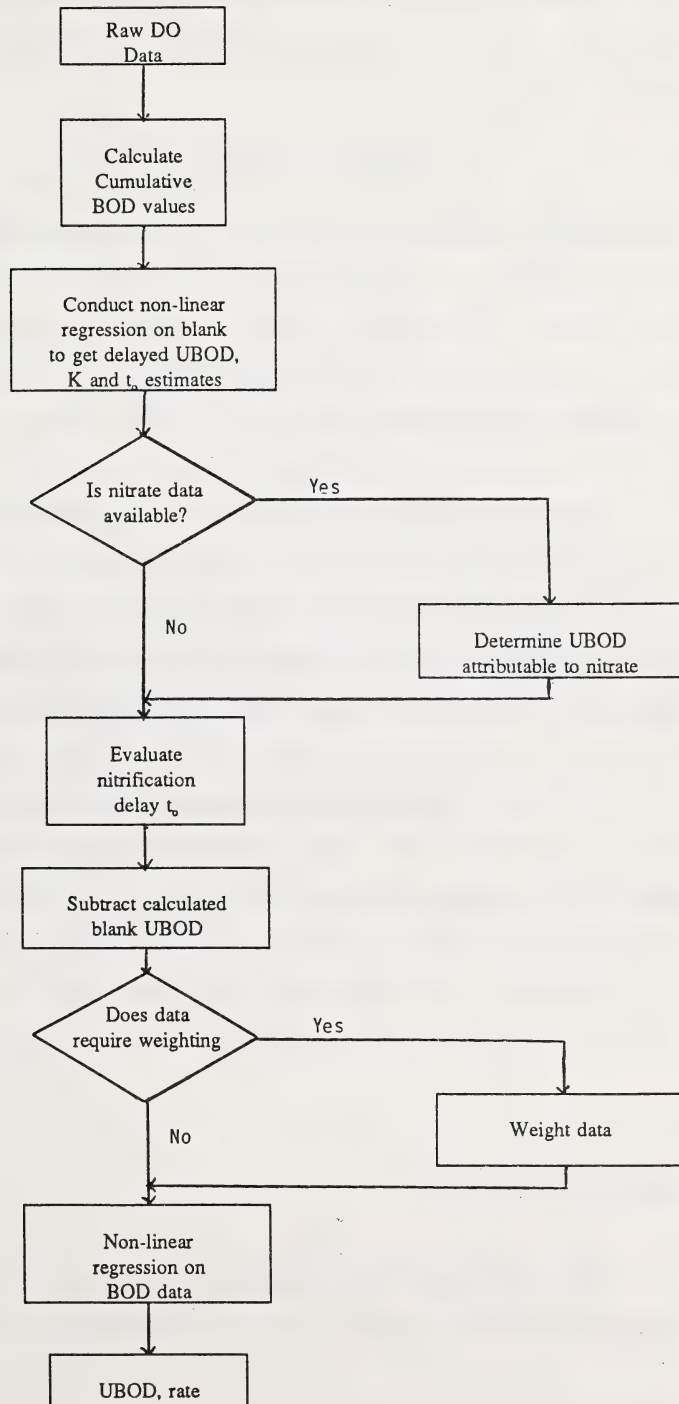 Raw DO
Data
Calculate
Cumulative
BOD values
Conduct non-linear
regression on blank
to get delayed UBOD,
K and tₒ estimates
Is nitrate data
available?
Yes
No
Determine UBOD
attributable to nitrate
Evaluate
nitrification
delay tₒ
Subtract calculated
blank UBOD
Does data
require weighting
Yes
No
Weight data
Non-linear
regression on
BOD data
UBOD, rate